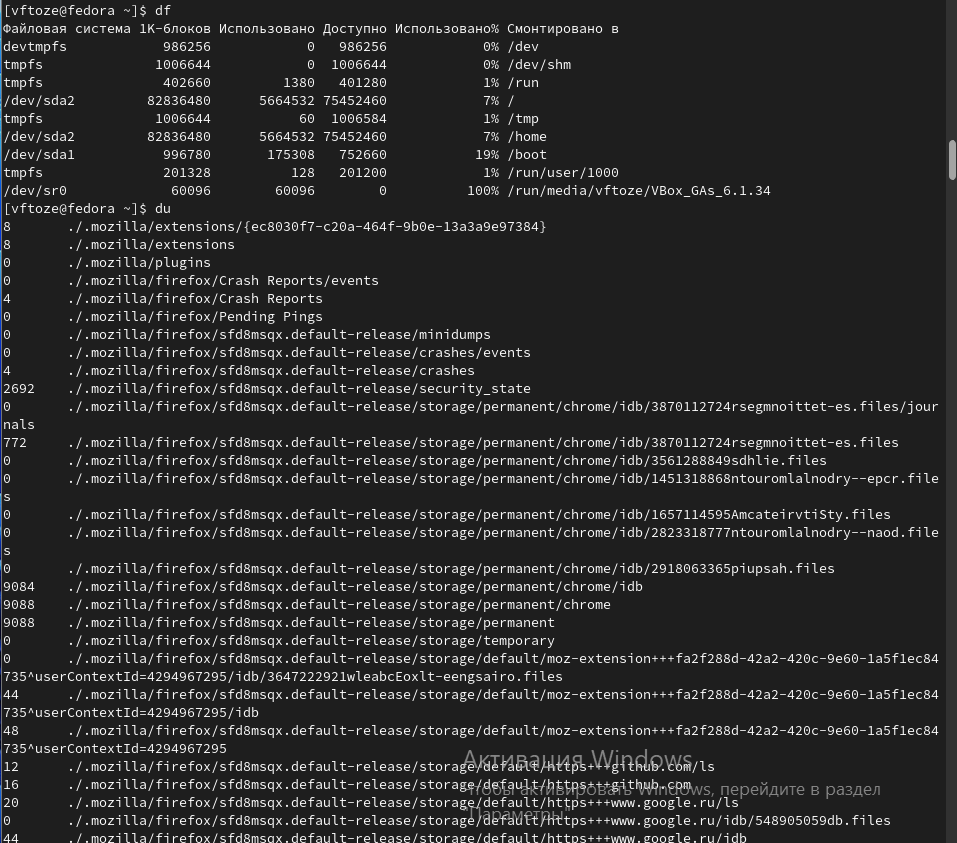 [vftoze@fedora ~]$ df
Файловая система 1K-блоков Использовано Доступно Использовано% Смонтировано в
devtmpfs            986256            0   986256            0% /dev
tmpfs              1006644            0  1006644            0% /dev/shm
tmpfs               402660         1380   401280            1% /run
/dev/sda2         82836480      5664532 75452460            7% /
tmpfs              1006644           60  1006584            1% /tmp
/dev/sda2         82836480      5664532 75452460            7% /home
/dev/sda1           996780       175308   752660           19% /boot
tmpfs               201328          128   201200            1% /run/user/1000
/dev/sr0             60096        60096        0          100% /run/media/vftoze/VBox_GAs_6.1.34
[vftoze@fedora ~]$ du
8       ./.mozilla/extensions/{ec8030f7-c20a-464f-9b0e-13a3a9e97384}
8       ./.mozilla/extensions
0       ./.mozilla/plugins
0       ./.mozilla/firefox/Crash Reports/events
4       ./.mozilla/firefox/Crash Reports
0       ./.mozilla/firefox/Pending Pings
0       ./.mozilla/firefox/sfd8msqx.default-release/minidumps
0       ./.mozilla/firefox/sfd8msqx.default-release/crashes/events
4       ./.mozilla/firefox/sfd8msqx.default-release/crashes
2692    ./.mozilla/firefox/sfd8msqx.default-release/security_state
0       ./.mozilla/firefox/sfd8msqx.default-release/storage/permanent/chrome/idb/3870112724rsegmnoittet-es.files/jour
nals
772     ./.mozilla/firefox/sfd8msqx.default-release/storage/permanent/chrome/idb/3870112724rsegmnoittet-es.files
0       ./.mozilla/firefox/sfd8msqx.default-release/storage/permanent/chrome/idb/3561288849sdhlie.files
0       ./.mozilla/firefox/sfd8msqx.default-release/storage/permanent/chrome/idb/1451318868ntouromlalnodry--epcr.file
s
0       ./.mozilla/firefox/sfd8msqx.default-release/storage/permanent/chrome/idb/1657114595AmcateirvtiSty.files
0       ./.mozilla/firefox/sfd8msqx.default-release/storage/permanent/chrome/idb/2823318777ntouromlalnodry--naod.file
s
0       ./.mozilla/firefox/sfd8msqx.default-release/storage/permanent/chrome/idb/2918063365piupsah.files
9084    ./.mozilla/firefox/sfd8msqx.default-release/storage/permanent/chrome/idb
9088    ./.mozilla/firefox/sfd8msqx.default-release/storage/permanent/chrome
9088    ./.mozilla/firefox/sfd8msqx.default-release/storage/permanent
0       ./.mozilla/firefox/sfd8msqx.default-release/storage/temporary
0       ./.mozilla/firefox/sfd8msqx.default-release/storage/default/moz-extension+++fa2f288d-42a2-420c-9e60-1a5f1ec84
735^userContextId=4294967295/idb/3647222921wleabcEoxlt-eengsairo.files
44      ./.mozilla/firefox/sfd8msqx.default-release/storage/default/moz-extension+++fa2f288d-42a2-420c-9e60-1a5f1ec84
735^userContextId=4294967295/idb
48      ./.mozilla/firefox/sfd8msqx.default-release/storage/default/moz-extension+++fa2f288d-42a2-420c-9e60-1a5f1ec84
735^userContextId=4294967295
Активация Windows
12      ./.mozilla/firefox/sfd8msqx.default-release/storage/default/https+++github.com/ls
16      ./.mozilla/firefox/sfd8msqx.default-release/storage/default/https+++github.com
Чтобы активировать Windows, перейдите в раздел
20      ./.mozilla/firefox/sfd8msqx.default-release/storage/default/https+++www.google.ru/ls
"Параметры".
0       ./.mozilla/firefox/sfd8msqx.default-release/storage/default/https+++www.google.ru/idb/548905059db.files
44      ./.mozilla/firefox/sfd8msqx.default-release/storage/default/https+++www.google.ru/idb